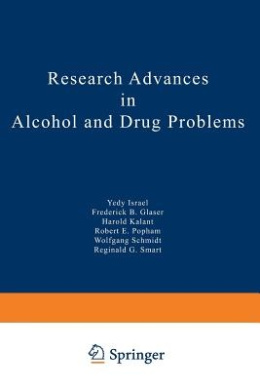 Research Advances
in
Alcohol and Drug Problems
Yedy Israel
Frederick B. Glaser
Harold Kalant
Robert E. Popham
Wolfgang Schmidt
Reginald G. Smart
Springer